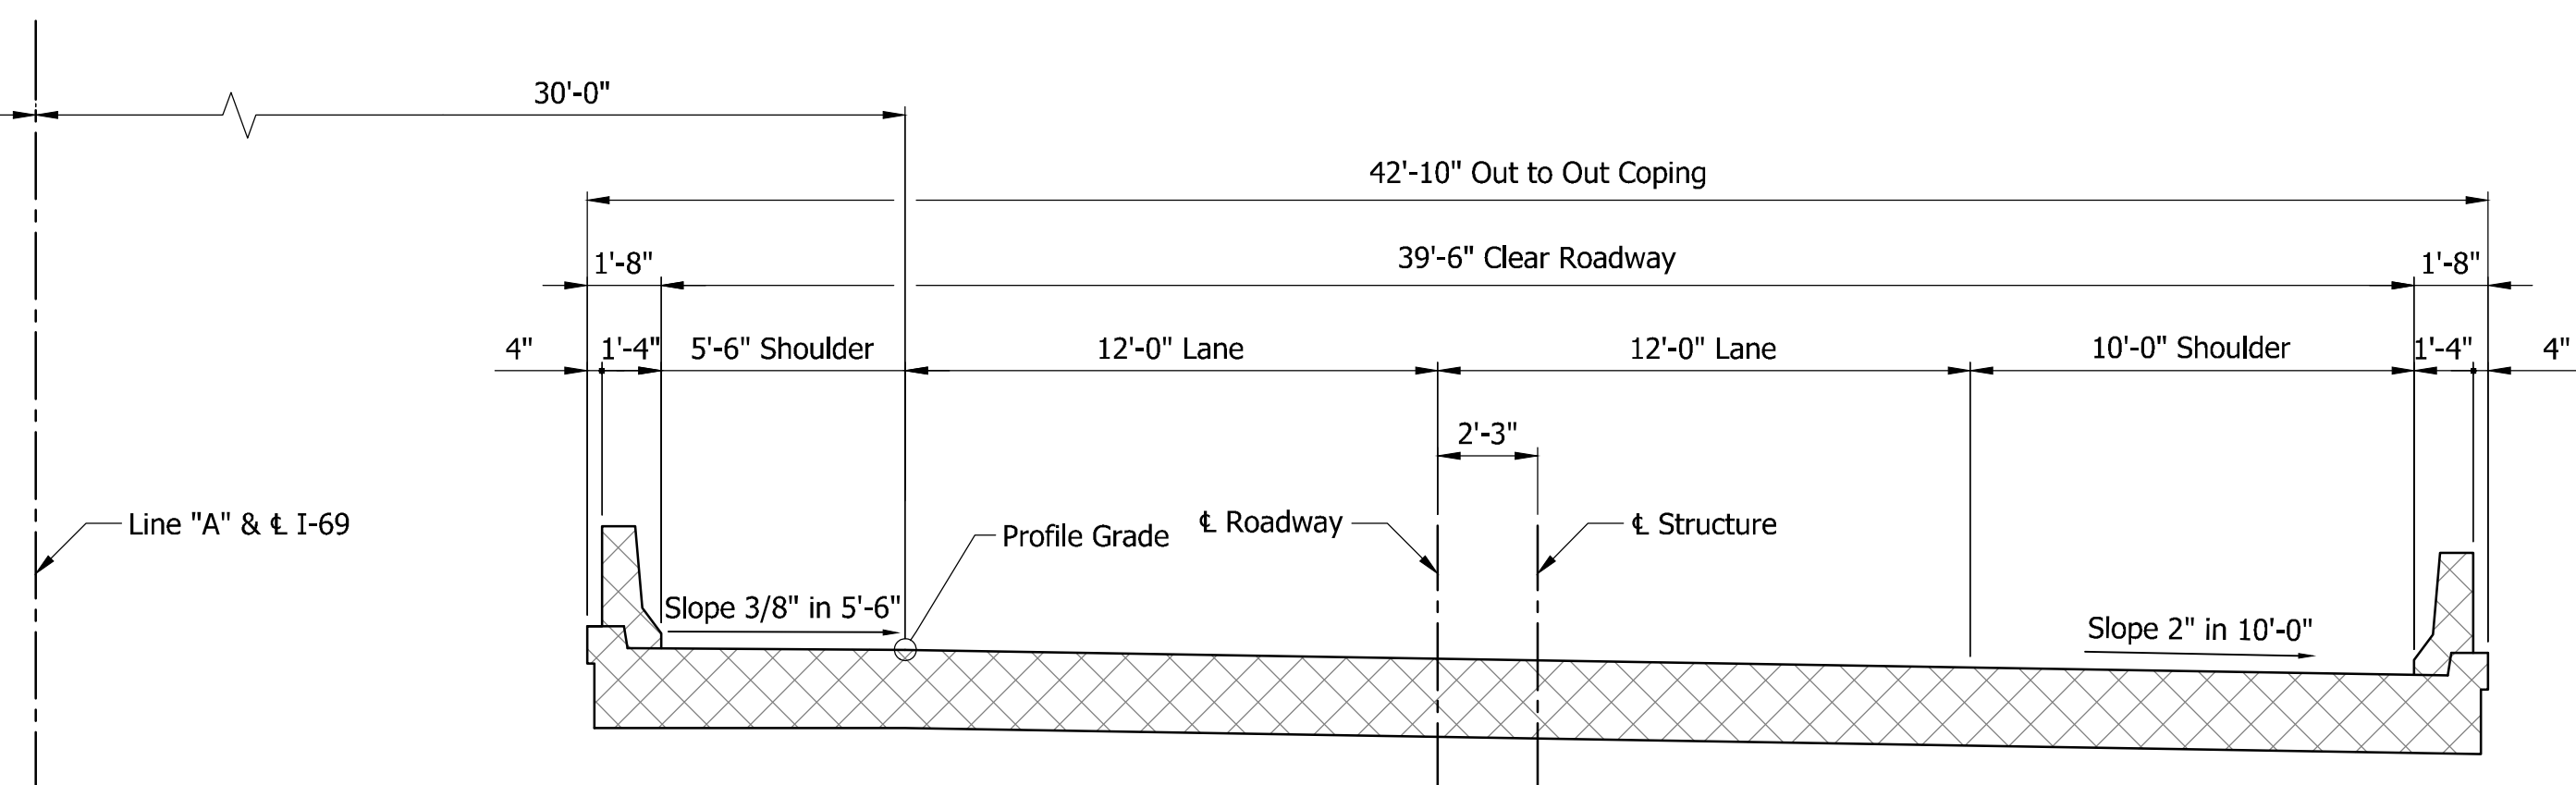 30'-0"
42'-10" Out to Out Coping
1'-8"
39'-6" Clear Roadway
1'-8"
4"
1'-4"
5'-6" Shoulder
12'-0" Lane
12'-0" Lane
10'-0" Shoulder
1'-4"
4"
2'-3"
Line "A" & ℄ I-69
Profile Grade
℄ Roadway
℄ Structure
Slope 3/8" in 5'-6"
Slope 2" in 10'-0"